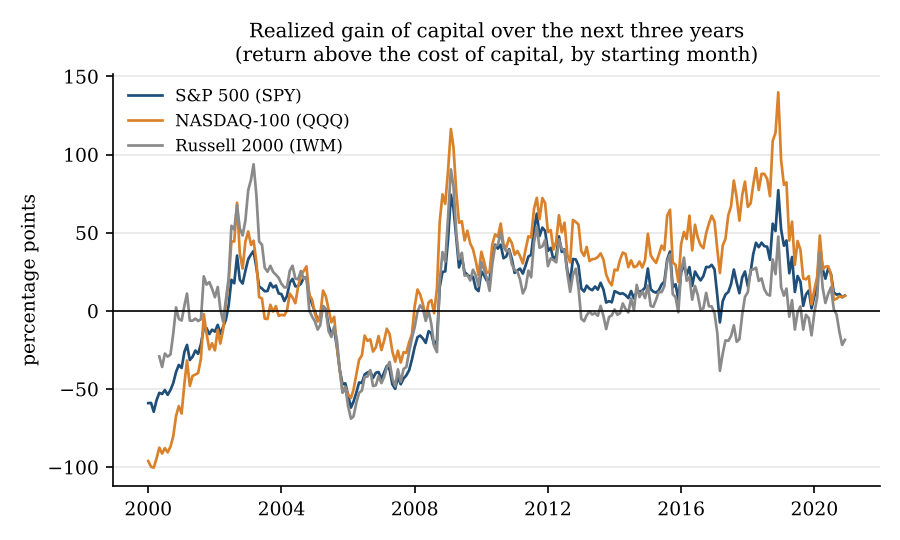 Realized gain of capital over the next three years
(return above the cost of capital, by starting month)
150
100
50
0
−50
−100
percentage points
S&P 500 (SPY)
NASDAQ-100 (QQQ)
Russell 2000 (IWM)
2000
2004
2008
2012
2016
2020